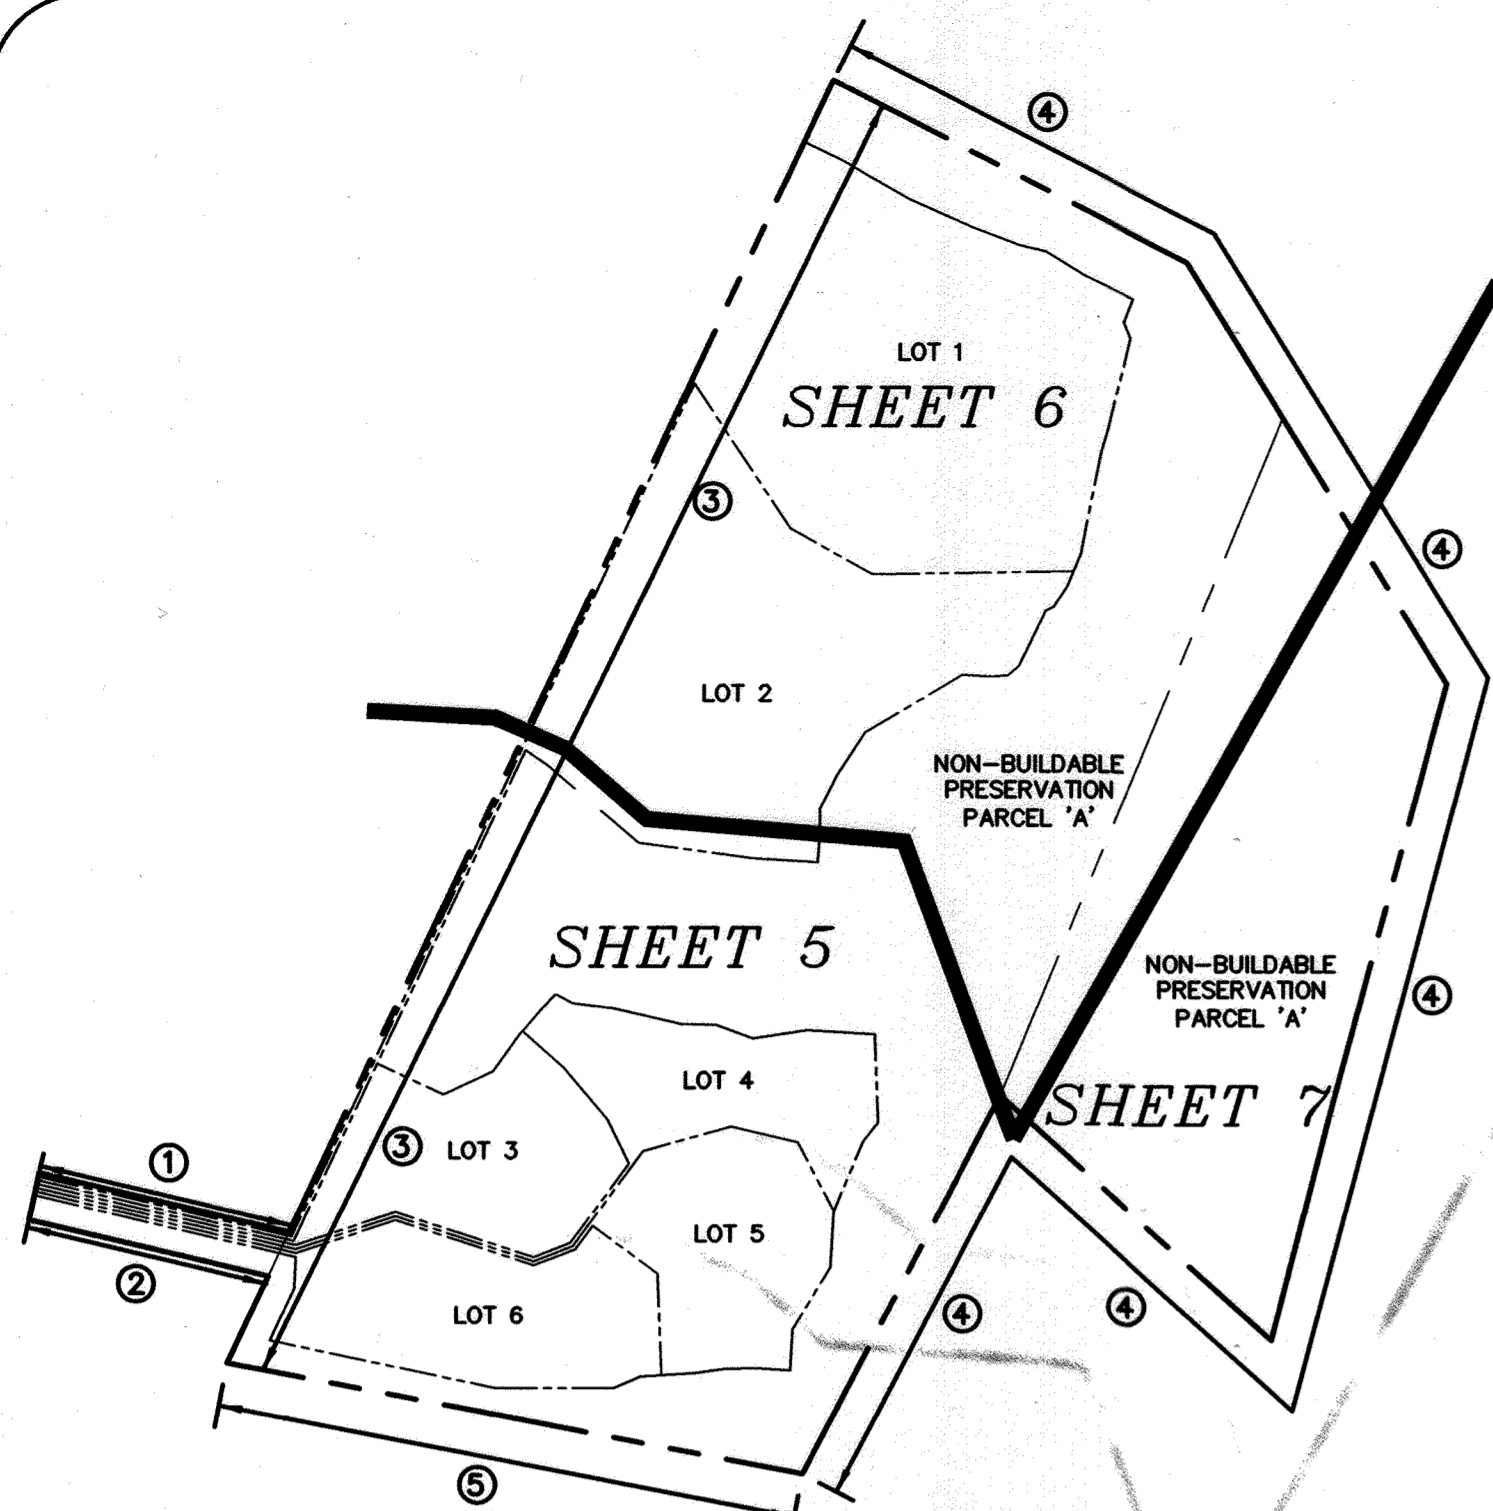 ④
LOT 1
SHEET 6
③
④
LOT 2
NON-BUILDABLE
PRESERVATION
PARCEL 'A'
SHEET 5
NON-BUILDABLE
PRESERVATION
PARCEL 'A'
④
LOT 4
SHEET 7
③
LOT 3
①
LOT 5
②
LOT 6
④
④
⑤